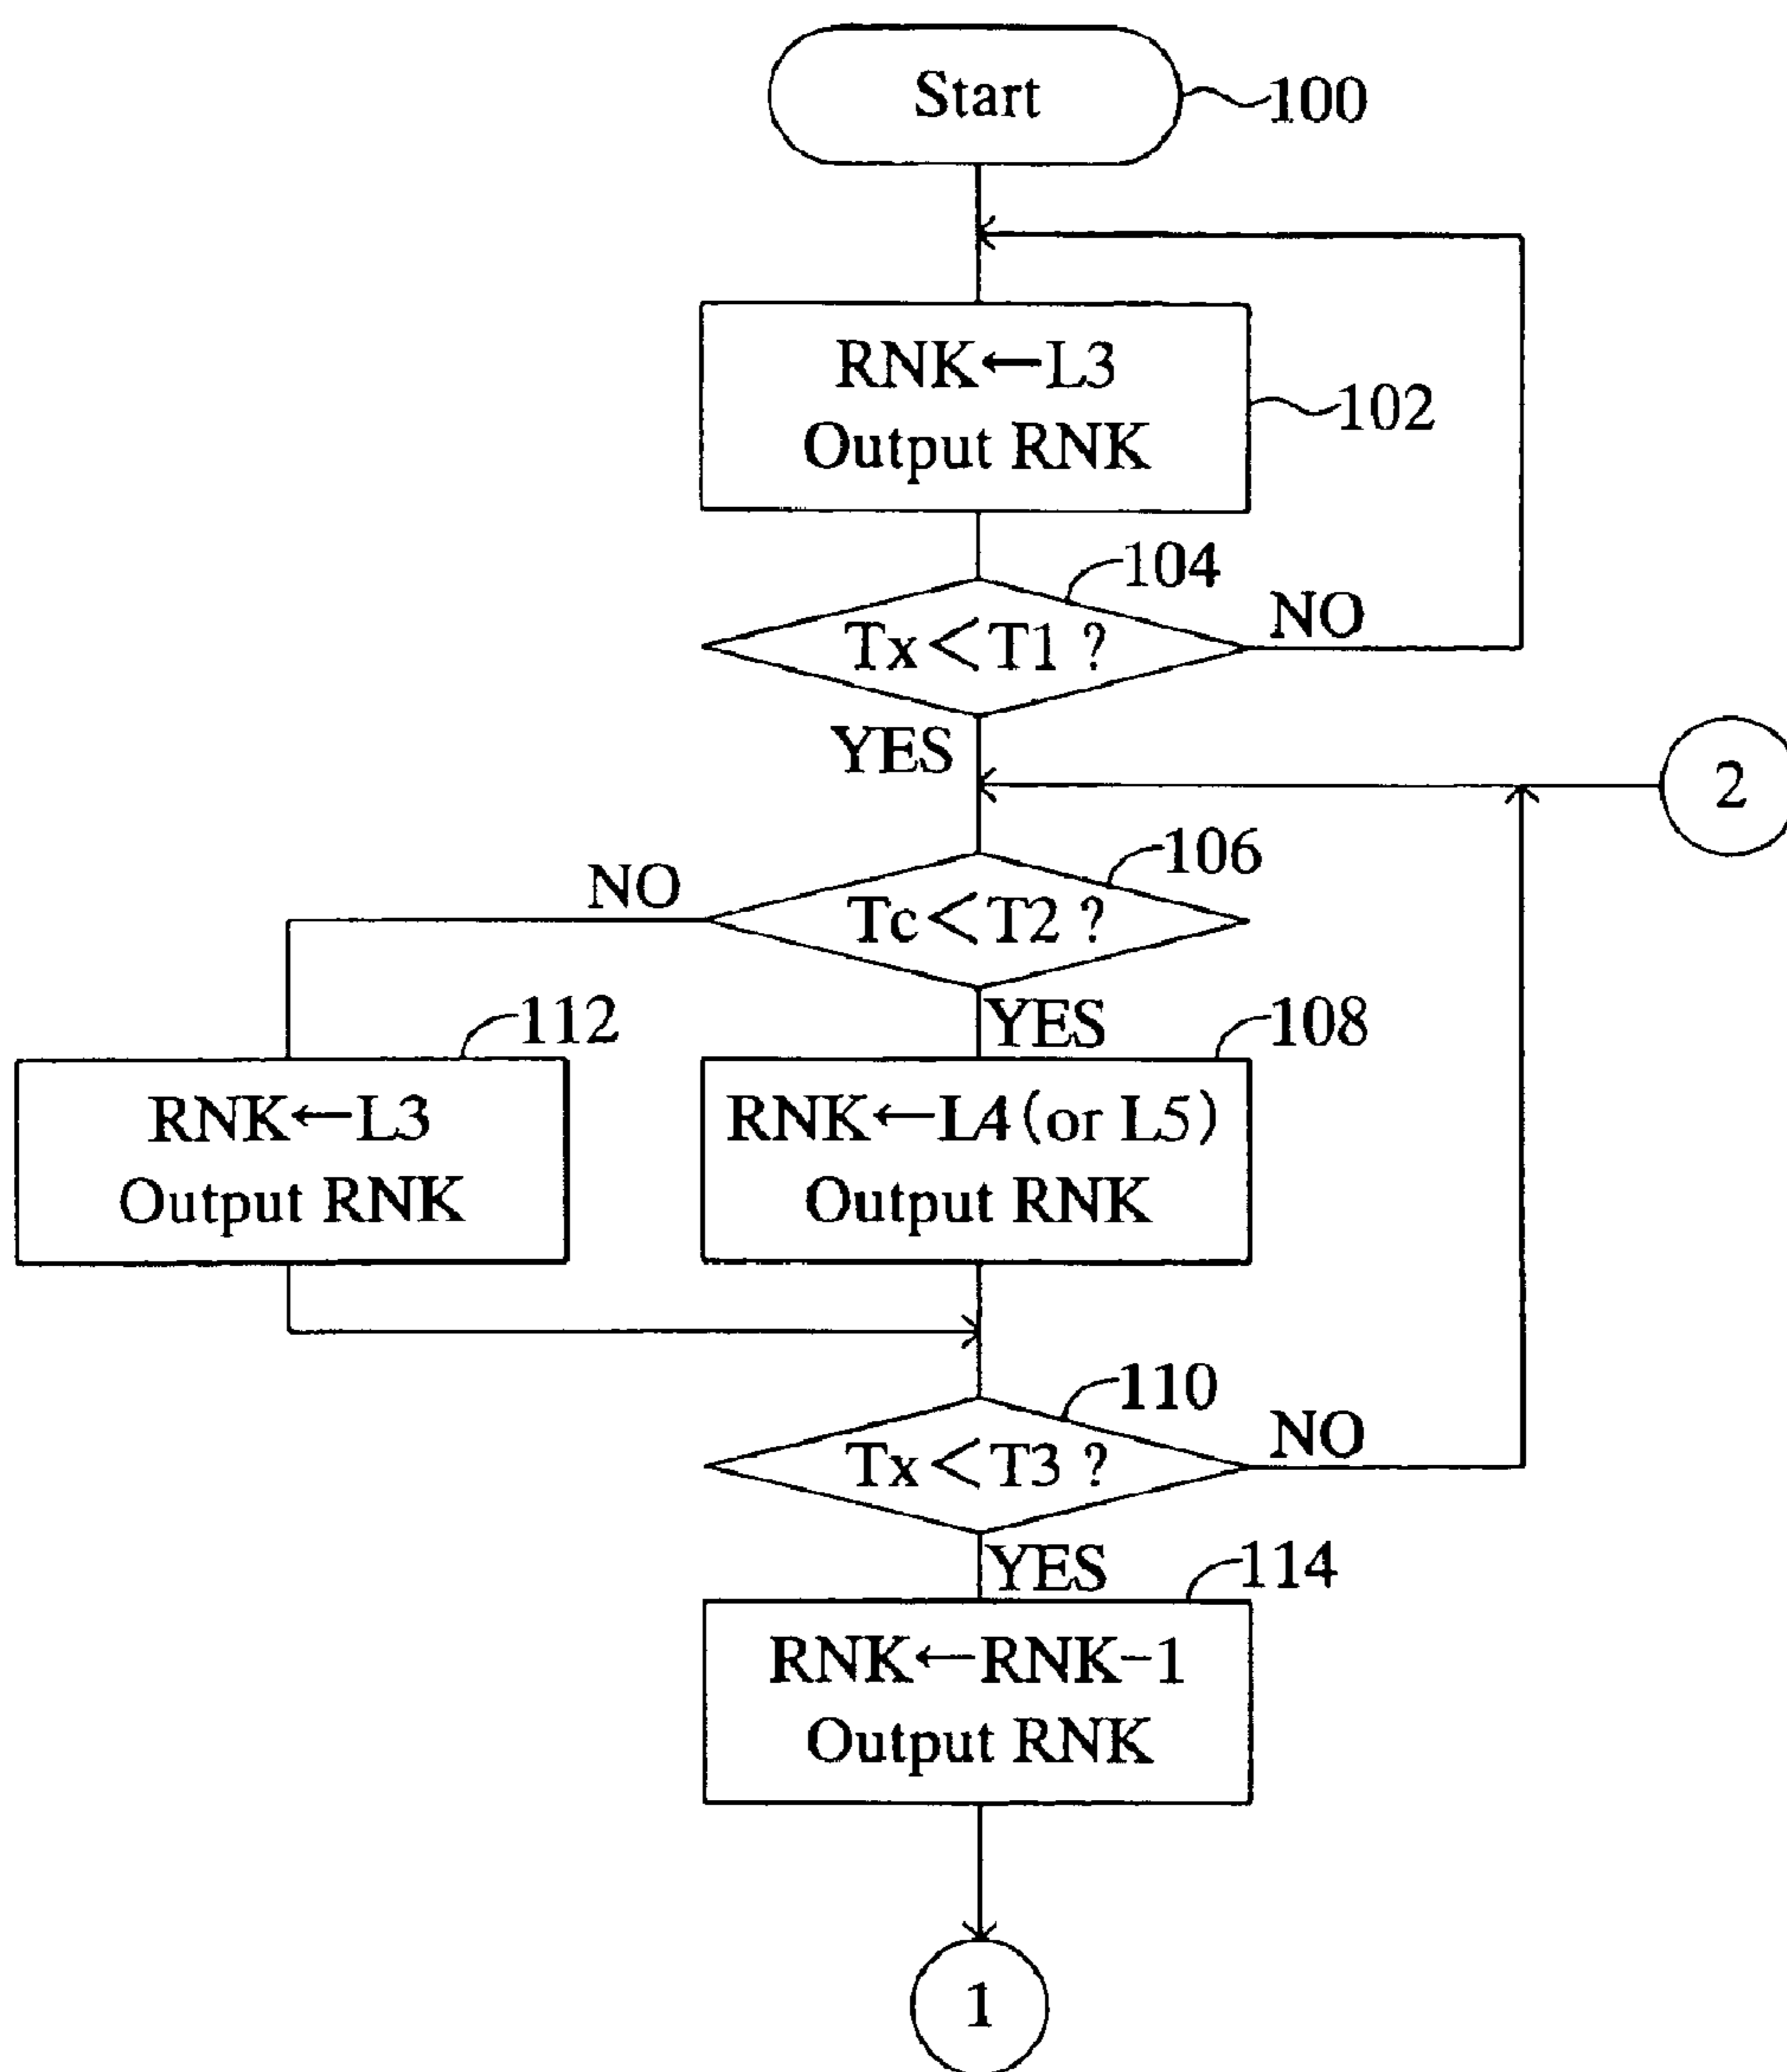 Start
100
RNK←L3
Output RNK
102
104
Tx<T1 ?
NO
YES
2
106
NO
Tc<T2 ?
YES
112
108
RNK←L3
Output RNK
RNK←L4(or L5)
Output RNK
110
Tx<T3 ?
NO
YES
114
RNK←RNK-1
Output RNK
1